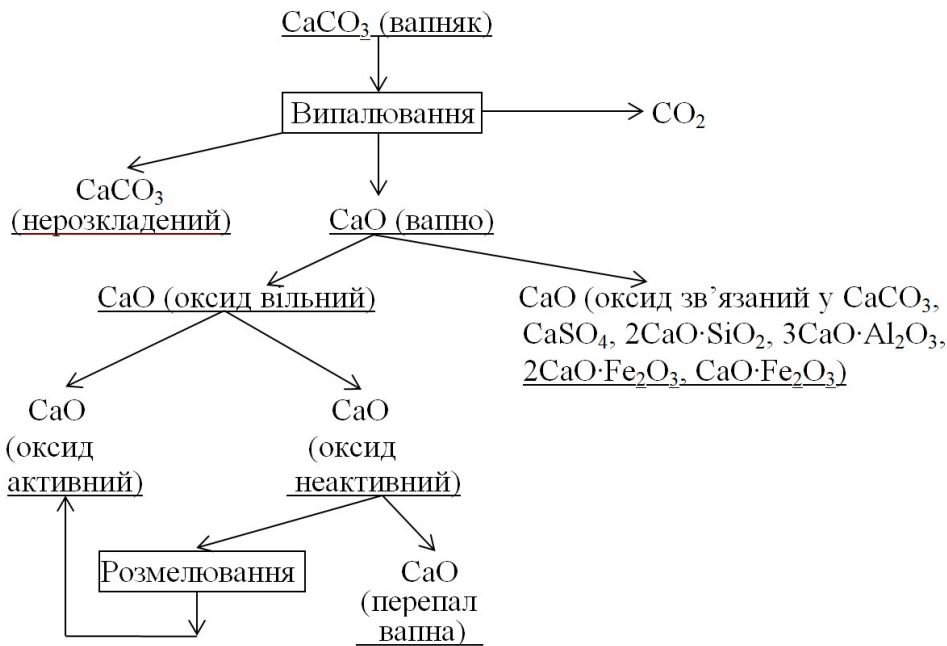 CaCO₃ (вапняк)
Випалювання
CO₂
CaCO₃
(нерозкладений)
CaO (вапно)
CaO (оксид вільний)
CaO (оксид зв’язаний у CaCO₃,
CaSO₄, 2CaO·SiO₂, 3CaO·Al₂O₃,
2CaO·Fe₂O₃, CaO·Fe₂O₃)
CaO
(оксид
активний)
CaO
(оксид
неактивний)
Розмелювання
CaO
(перепал
вапна)